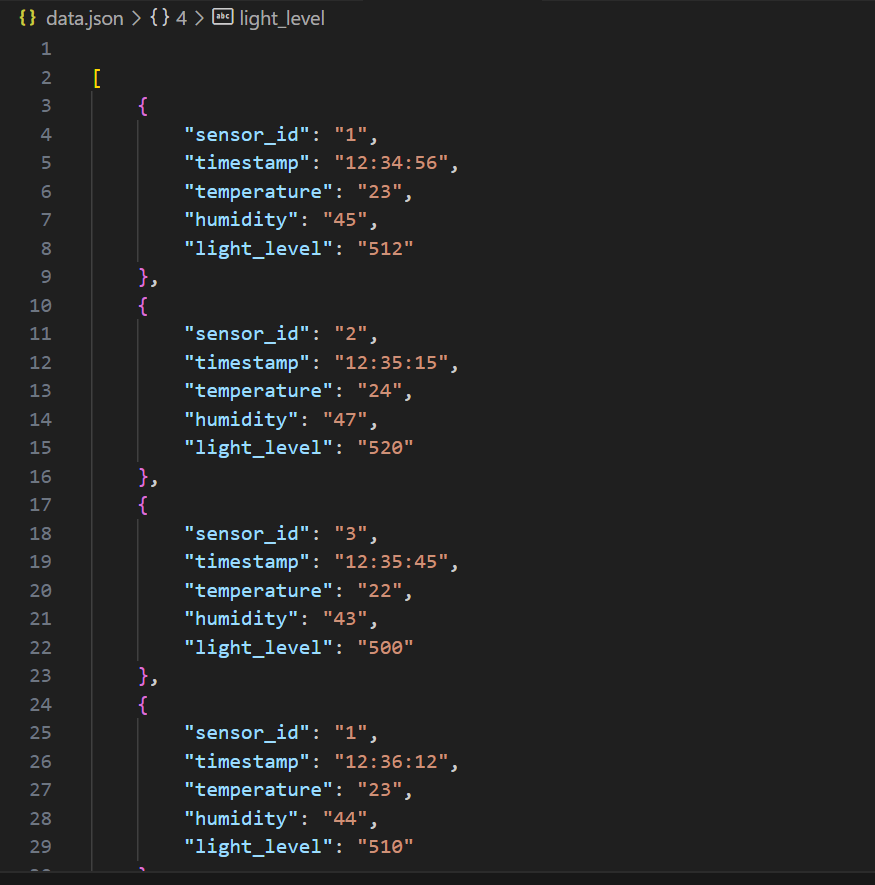 {} data.json > {} 4 > abc light_level
1
2 [
3 {
4 "sensor_id": "1",
5 "timestamp": "12:34:56",
6 "temperature": "23",
7 "humidity": "45",
8 "light_level": "512"
9 },
10 {
11 "sensor_id": "2",
12 "timestamp": "12:35:15",
13 "temperature": "24",
14 "humidity": "47",
15 "light_level": "520"
16 },
17 {
18 "sensor_id": "3",
19 "timestamp": "12:35:45",
20 "temperature": "22",
21 "humidity": "43",
22 "light_level": "500"
23 },
24 {
25 "sensor_id": "1",
26 "timestamp": "12:36:12",
27 "temperature": "23",
28 "humidity": "44",
29 "light_level": "510"